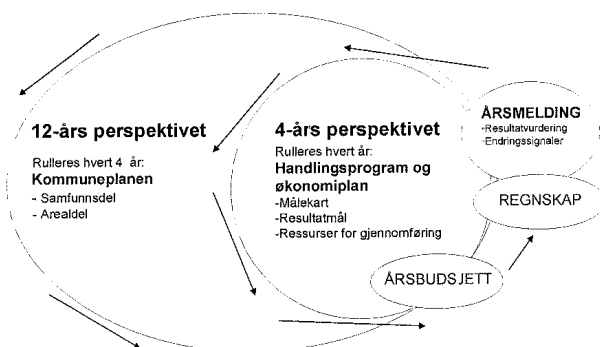 12-års perspektivet
Rulleres hvert 4 år:
Kommuneplanen
- Samfunnsdel
- Arealdel
4-års perspektivet
Rulleres hvert år:
Handlingsprogram og
økonomiplan
-Målekart
-Resultatmål
-Ressurser for gjennomføring
ÅRSMELDING
-Resultatvurdering
-Endringssignaler
REGNSKAP
ÅRSBUDSJETT